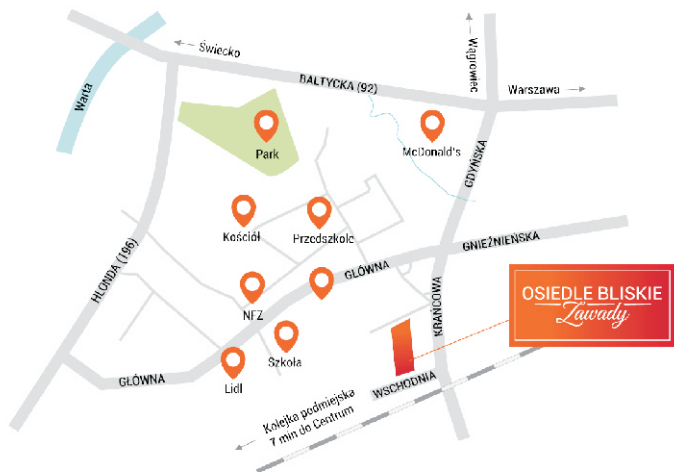 Świecko
Wągrowiec
Warta
BAŁTYCKA (92)
Warszawa
Park
McDonald's
GDYŃSKA
Kościół
Przedszkole
GNIEŹNIEŃSKA
HLONDA (196)
GŁÓWNA
NFZ
KRAŃCOWA
OSIEDLE BLISKIE
Zawady
Szkoła
GŁÓWNA
Lidl
WSCHODNIA
Kolejka podmiejska
7 min do Centrum